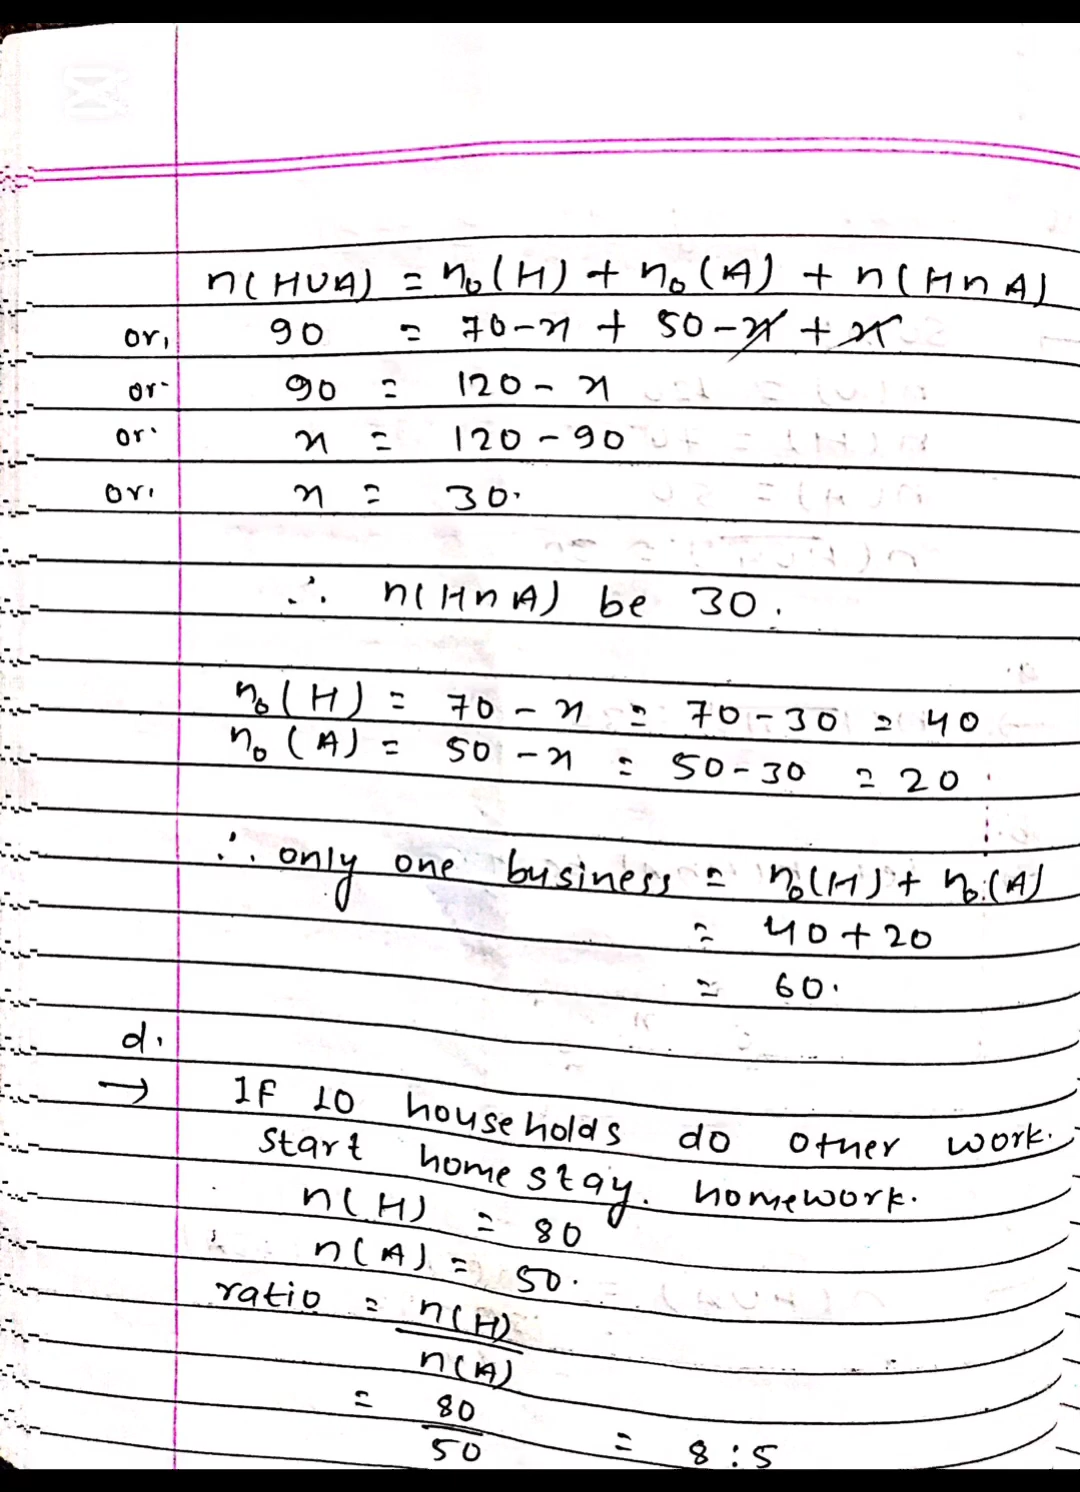 n(H∪A) = n₀(H) + n₀(A) + n(H∩A)
or, 90 = 70-x + 50-x + x
or. 90 = 120 - x
or. x = 120 - 90
or, x = 30.
∴ n(H∩A) be 30.
n₀(H) = 70 - x = 70 - 30 = 40
n₀(A) = 50 - x = 50 - 30 = 20
∴ only one business = n₀(H) + n₀(A)
= 40 + 20
= 60.
d.
→ If 10 households do other work.
start homestay. homework.
n(H) = 80
n(A) = 50.
ratio = n(H)
n(A)
= 80
50 = 8:5